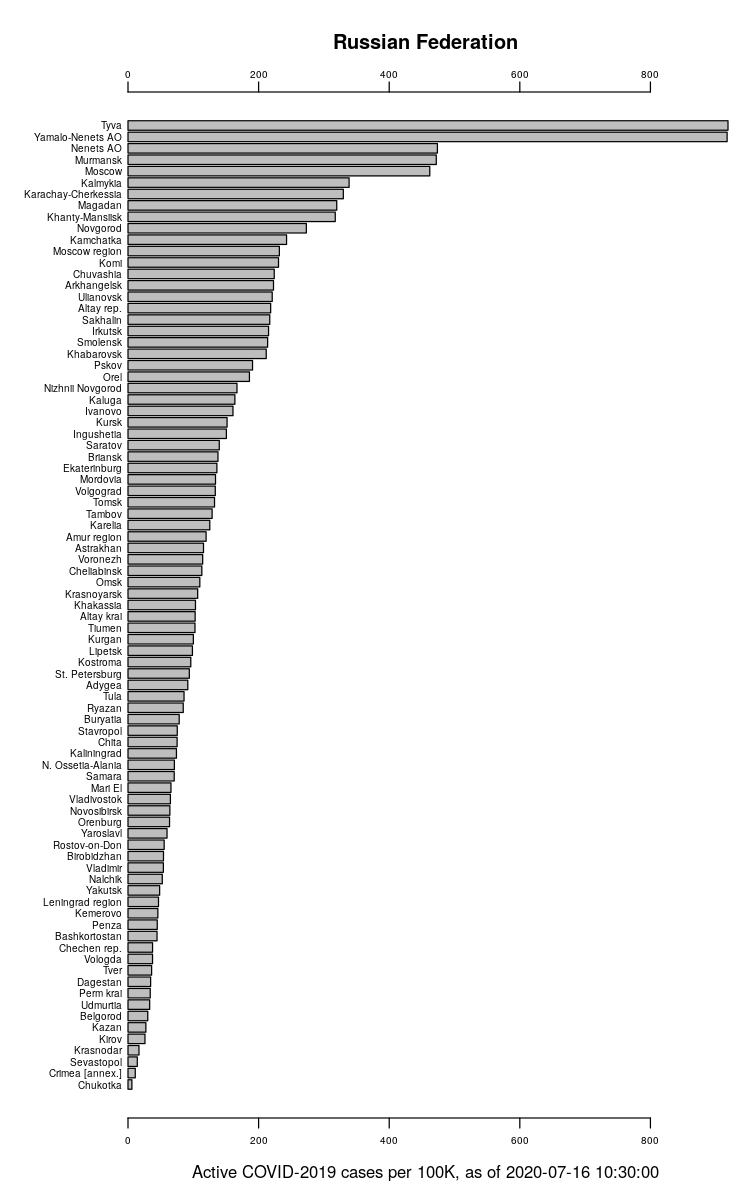 Russian Federation
0 200 400 600 800
Tyva
Yamalo-Nenets AO
Nenets AO
Murmansk
Moscow
Kalmykia
Karachay-Cherkessia
Magadan
Khanty-Mansiisk
Novgorod
Kamchatka
Moscow region
Komi
Chuvashia
Arkhangelsk
Ulianovsk
Altay rep.
Sakhalin
Irkutsk
Smolensk
Khabarovsk
Pskov
Orel
Nizhnii Novgorod
Kaluga
Ivanovo
Kursk
Ingushetia
Saratov
Briansk
Ekaterinburg
Mordovia
Volgograd
Tomsk
Tambov
Karelia
Amur region
Astrakhan
Voronezh
Cheliabinsk
Omsk
Krasnoyarsk
Khakassia
Altay krai
Tiumen
Kurgan
Lipetsk
Kostroma
St. Petersburg
Adygea
Tula
Ryazan
Buryatia
Stavropol
Chita
Kaliningrad
N. Ossetia-Alania
Samara
Mari El
Vladivostok
Novosibirsk
Orenburg
Yaroslavl
Rostov-on-Don
Birobidzhan
Vladimir
Nalchik
Yakutsk
Leningrad region
Kemerovo
Penza
Bashkortostan
Chechen rep.
Vologda
Tver
Dagestan
Perm krai
Udmurtia
Belgorod
Kazan
Kirov
Krasnodar
Sevastopol
Crimea [annex.]
Chukotka
0 200 400 600 800
Active COVID-2019 cases per 100K, as of 2020-07-16 10:30:00